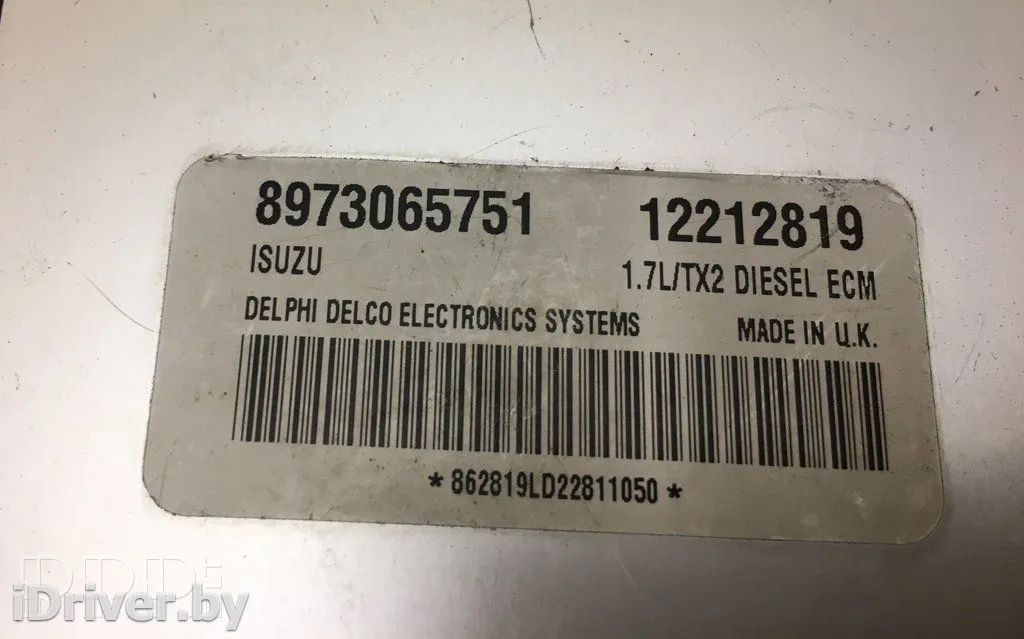 8973065751 12212819
ISUZU 1.7L/TX2 DIESEL ECM
DELPHI DELCO ELECTRONICS SYSTEMS MADE IN U.K.
*862819LD22811050*
iDriver.by